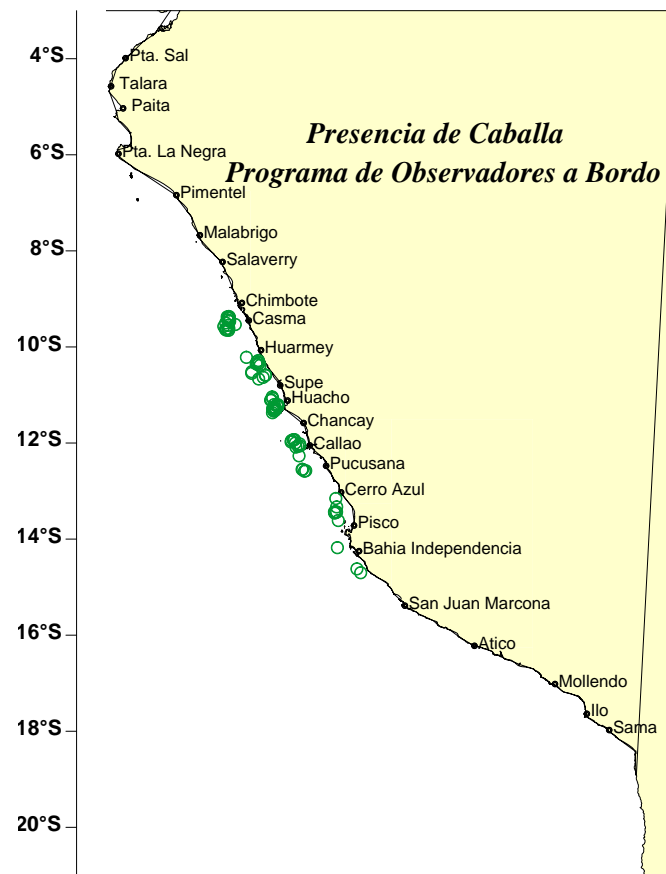 4°S
Pta. Sal
Talara
Paita
Presencia de Caballa
6°S
Pta. La Negra
Programa de Observadores a Bordo
Pimentel
Malabrigo
8°S
Salaverry
Chimbote
Casma
10°S
Huarmey
Supe
Huacho
Chancay
12°S
Callao
Pucusana
Cerro Azul
Pisco
14°S
Bahia Independencia
San Juan Marcona
16°S
Atico
Mollendo
Ilo
18°S
Sama
20°S